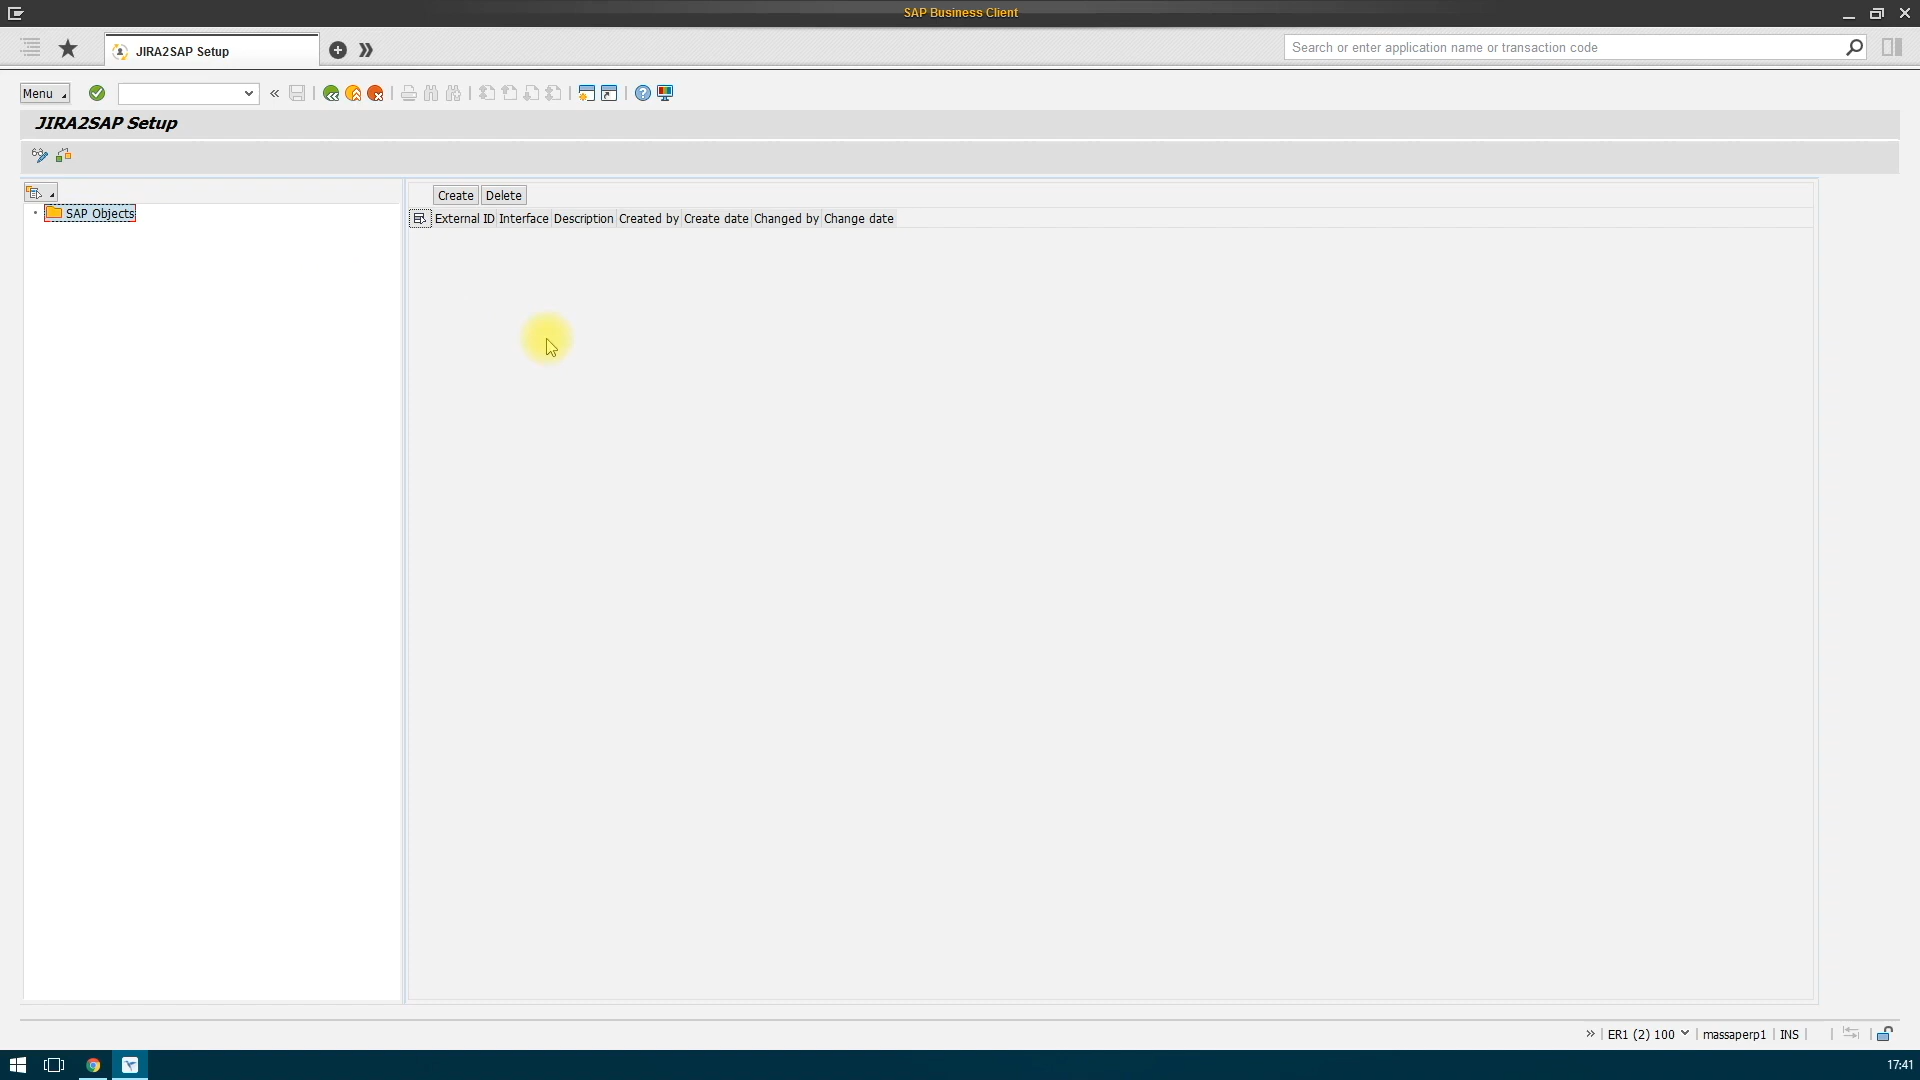 SAP Business Client
JIRA2SAP Setup
Search or enter application name or transaction code
Menu
JIRA2SAP Setup
Create Delete
SAP Objects
External ID Interface Description Created by Create date Changed by Change date
ER1 (2) 100 massaperp1 INS
17:41